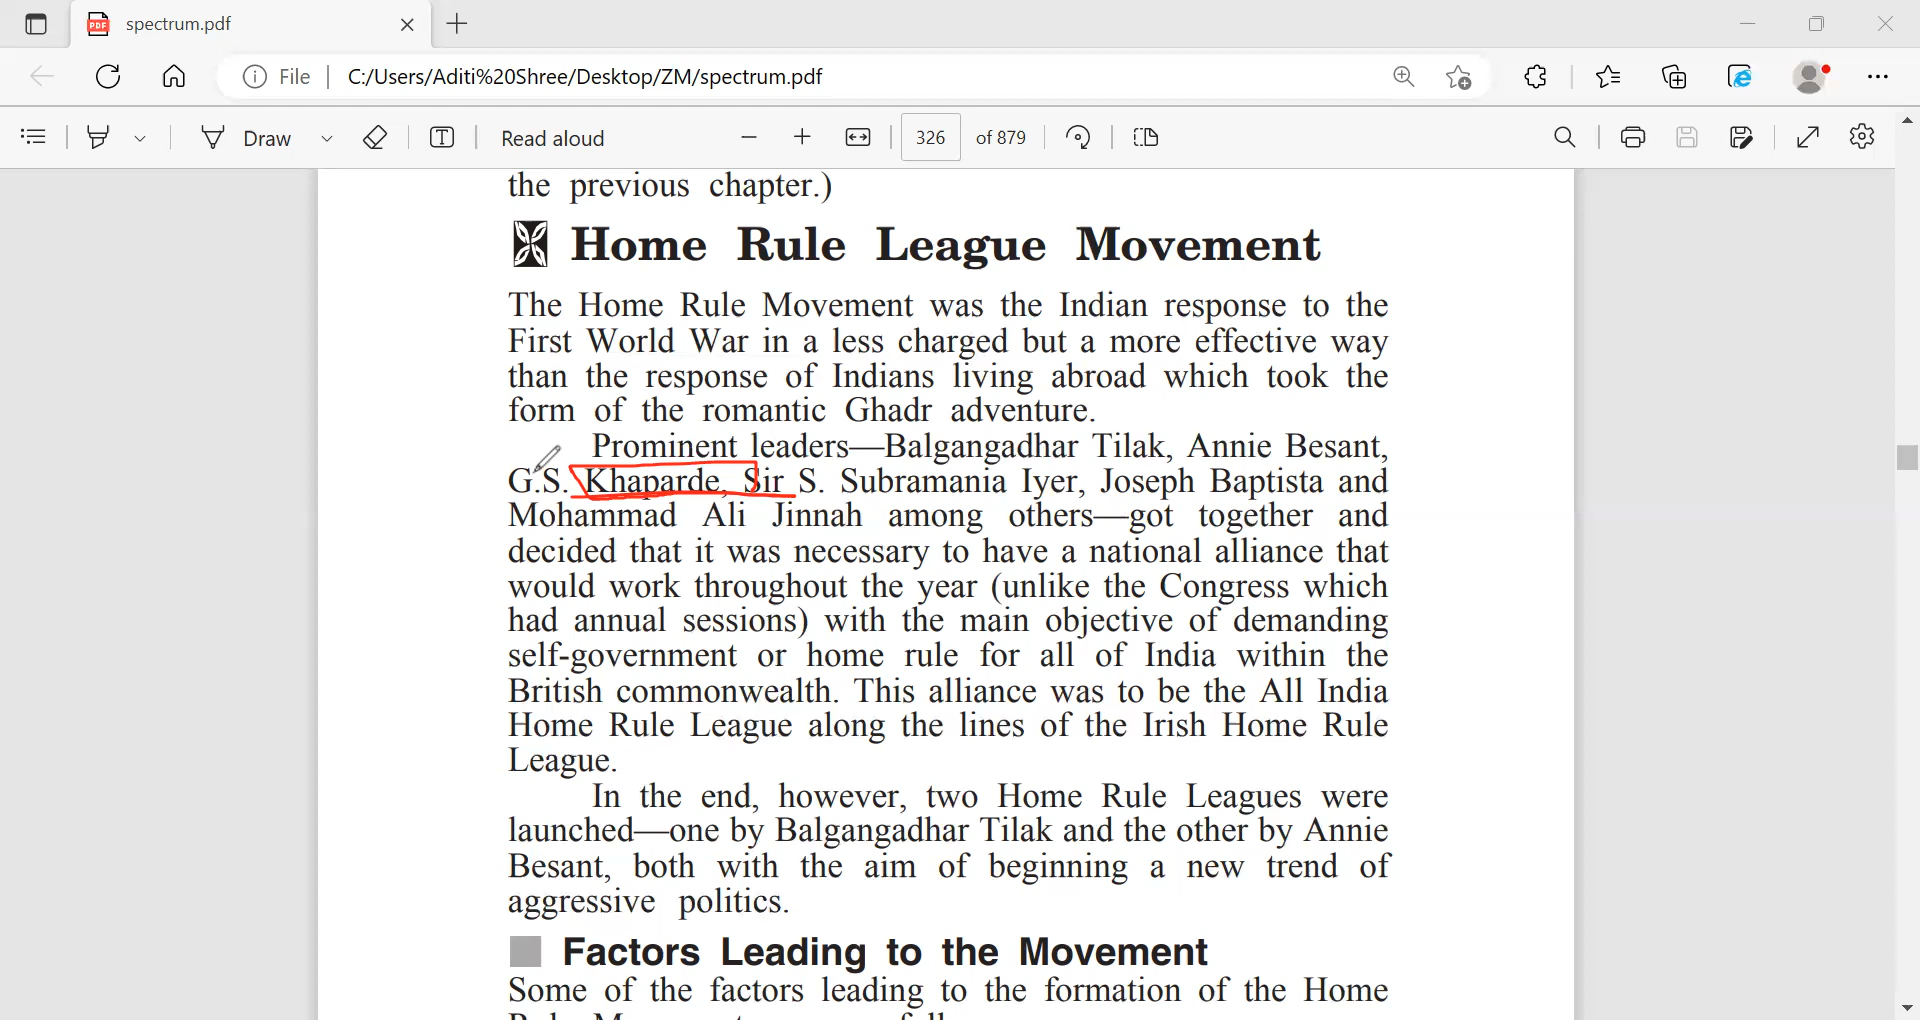 spectrum.pdf
File | C:/Users/Aditi%20Shree/Desktop/ZM/spectrum.pdf
Draw Read aloud 326 of 879
the previous chapter.)
Home Rule League Movement
The Home Rule Movement was the Indian response to the
First World War in a less charged but a more effective way
than the response of Indians living abroad which took the
form of the romantic Ghadr adventure.
Prominent leaders—Balgangadhar Tilak, Annie Besant,
G.S. Khaparde, Sir S. Subramania Iyer, Joseph Baptista and
Mohammad Ali Jinnah among others—got together and
decided that it was necessary to have a national alliance that
would work throughout the year (unlike the Congress which
had annual sessions) with the main objective of demanding
self-government or home rule for all of India within the
British commonwealth. This alliance was to be the All India
Home Rule League along the lines of the Irish Home Rule
League.
In the end, however, two Home Rule Leagues were
launched—one by Balgangadhar Tilak and the other by Annie
Besant, both with the aim of beginning a new trend of
aggressive politics.
Factors Leading to the Movement
Some of the factors leading to the formation of the Home